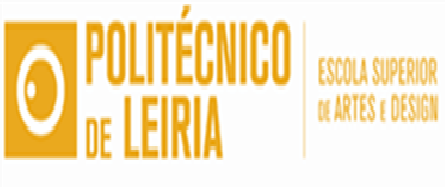 POLITÉCNICO
DE LEIRIA
ESCOLA SUPERIOR
DE ARTES E DESIGN